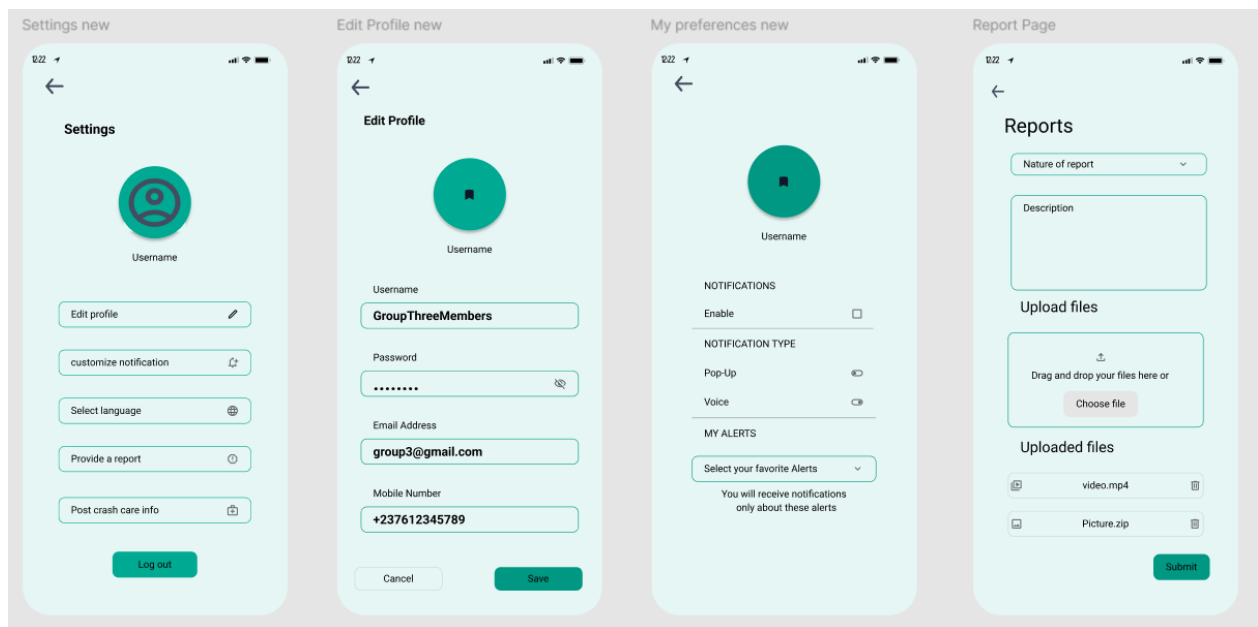 Settings new
12:22
Settings
Username
Edit profile
customize notification
Select language
Provide a report
Post crash care info
Log out
Edit Profile new
12:22
Edit Profile
Username
Username
GroupThreeMembers
Password
••••••••
Email Address
group3@gmail.com
Mobile Number
+237612345789
Cancel
Save
My preferences new
12:22
Username
NOTIFICATIONS
Enable
NOTIFICATION TYPE
Pop-Up
Voice
MY ALERTS
Select your favorite Alerts
You will receive notifications
only about these alerts
Report Page
12:22
Reports
Nature of report
Description
Upload files
Drag and drop your files here or
Choose file
Uploaded files
video.mp4
Picture.zip
Submit